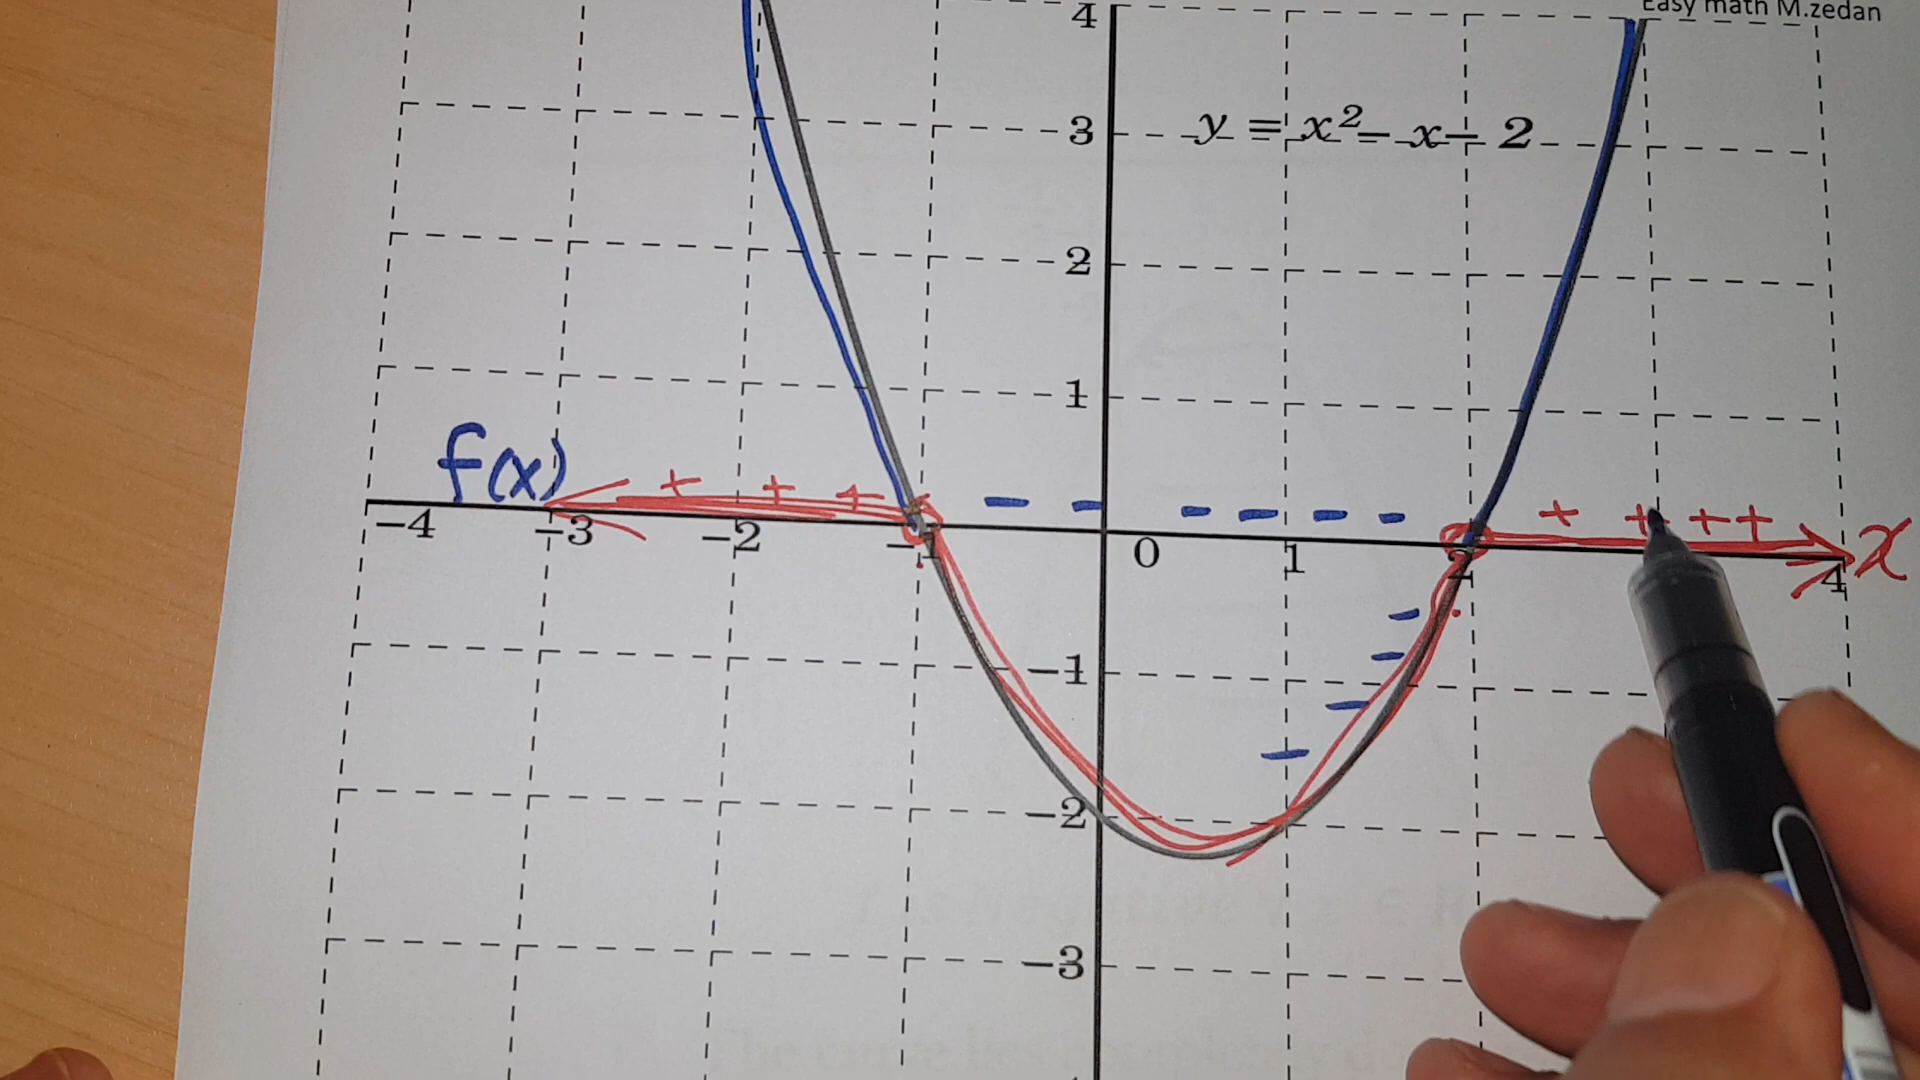 Easy math M.zedan
4
3
y = x² - x - 2
2
1
f(x)
+ + + - - - - - - + + + +
-4 -3 -2 -1 0 1 2 4 x
-
-
-1
-
-
-2
-3